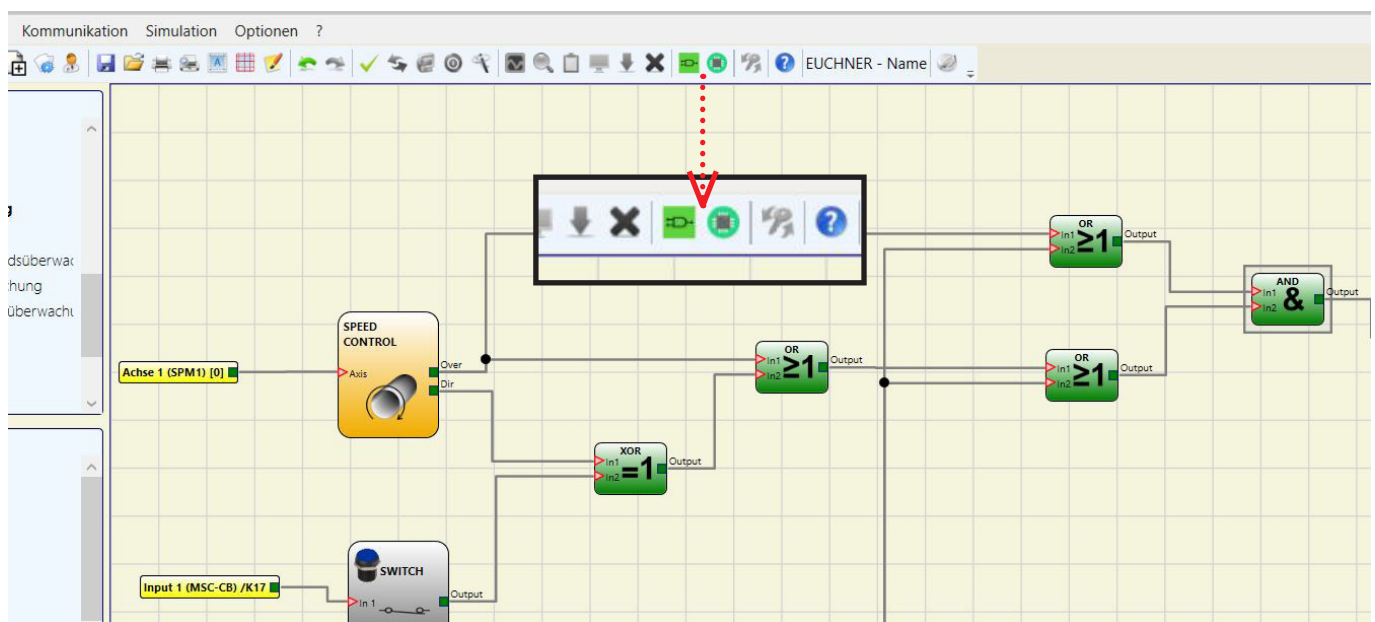 Kommunikation Simulation Optionen ?
EUCHNER - Name
dsüberwac
hung
überwachu
Achse 1 (SPM1) [0]
SPEED
CONTROL
Axis
Over
Dir
OR
In1
In2
≥1
Output
XOR
In1
In2
=1
Output
OR
In1
In2
≥1
Output
OR
In1
In2
≥1
Output
AND
In1
In2
&
Output
Input 1 (MSC-CB) /K17
SWITCH
In 1
Output